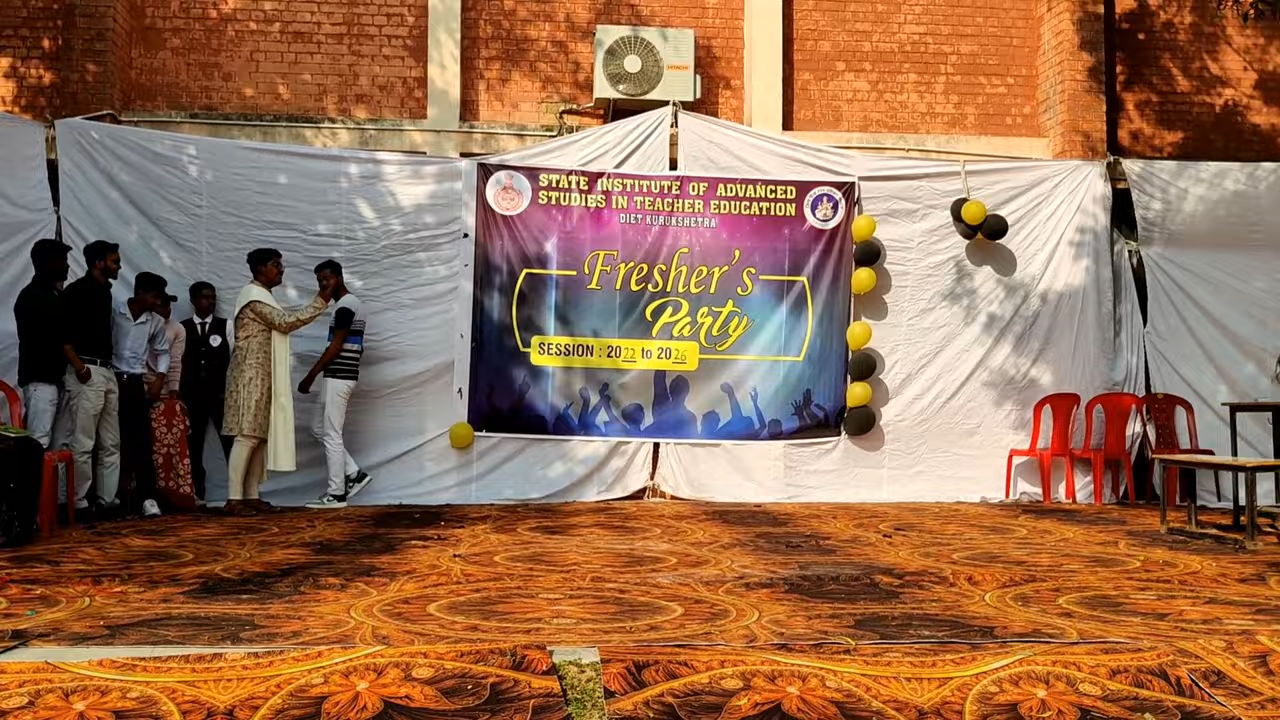 HITACHI
STATE INSTITUTE OF ADVANCED
STUDIES IN TEACHER EDUCATION
DIET KURUKSHETRA
Fresher's
Party
SESSION : 2022 to 2026